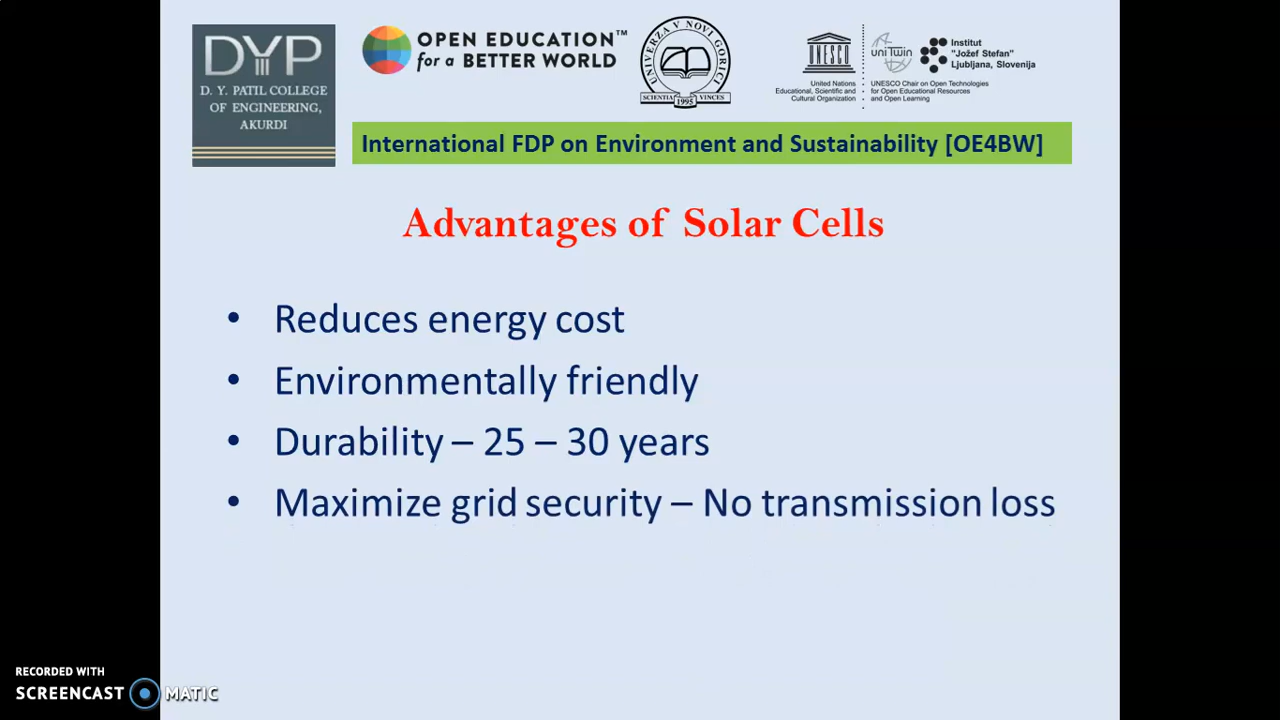 DYP
D. Y. PATIL COLLEGE
OF ENGINEERING,
AKURDI
OPEN EDUCATION™
for a BETTER WORLD
UNIVERZA V NOVI GORICI
SCIENTIA VINCES
1995
UNESCO
United Nations
Educational, Scientific and
Cultural Organization
uniTwin
Institut
"Jožef Stefan"
Ljubljana, Slovenija
UNESCO Chair on Open Technologies
for Open Educational Resources
and Open Learning
International FDP on Environment and Sustainability [OE4BW]
Advantages of Solar Cells
• Reduces energy cost
• Environmentally friendly
• Durability – 25 – 30 years
• Maximize grid security – No transmission loss
RECORDED WITH
SCREENCAST MATIC